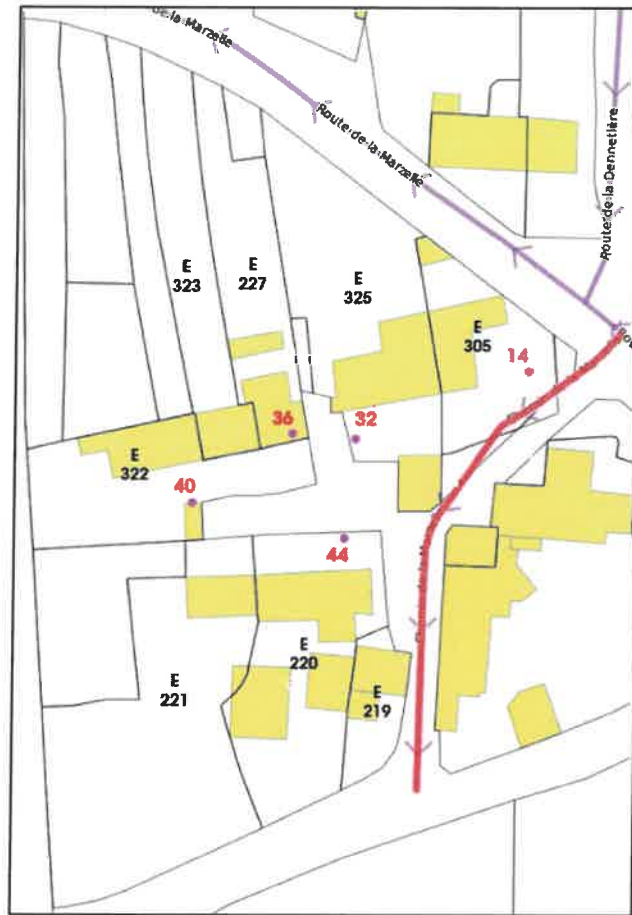 de-la-Marzelle
Route-de-la-Marzelle
Route-de-la-Dennetière
E
323
E
227
E
325
E
305
14
36
32
E
322
40
44
E
221
E
220
E
219